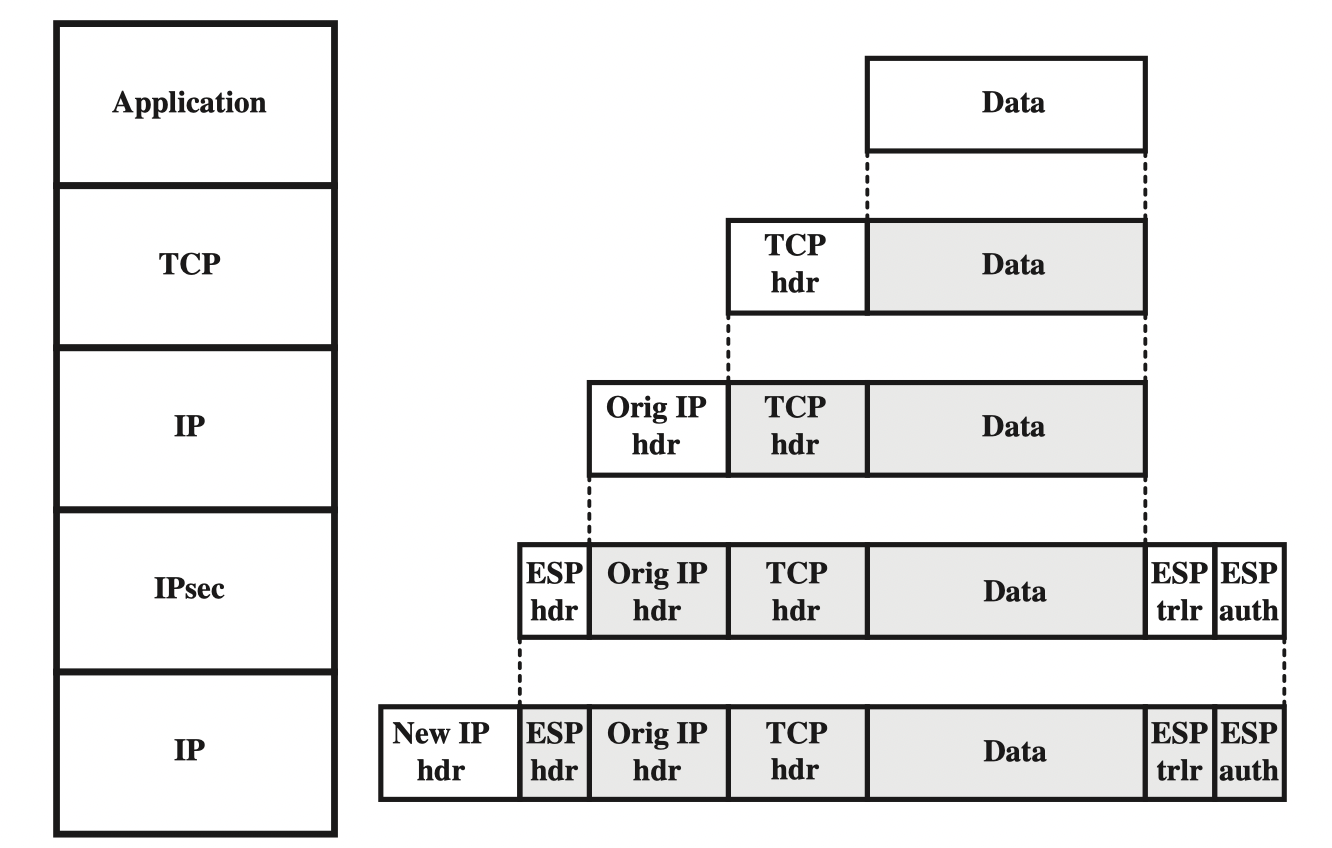 Application
Data
TCP
TCP
hdr
Data
IP
Orig IP
hdr
TCP
hdr
Data
IPsec
ESP
hdr
Orig IP
hdr
TCP
hdr
Data
ESP
trlr
ESP
auth
IP
New IP
hdr
ESP
hdr
Orig IP
hdr
TCP
hdr
Data
ESP
trlr
ESP
auth